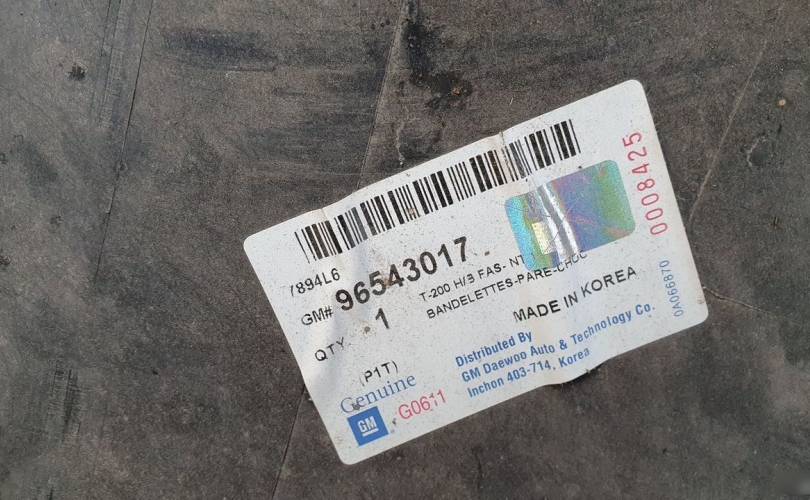 7894L6
GM# 96543017
T-200 H/B FAS- NT
QTY. 1
BANDELETTES-PARE-CHOC
MADE IN KOREA
(P1T)
Genuine
GM
G0611
Distributed By
GM Daewoo Auto & Technology Co.
Inchon 403-714, Korea
0008425
0A066870